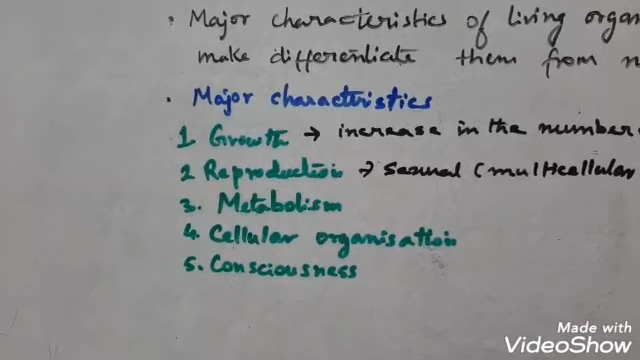 • Major characteristics of living organ
make differentiate them from n
• Major characteristics
1 Growth → increase in the number
2 Reproduction → Sexual (multicellular
3. Metabolism
4. Cellular organisation
5. Consciousness
Made with
VideoShow